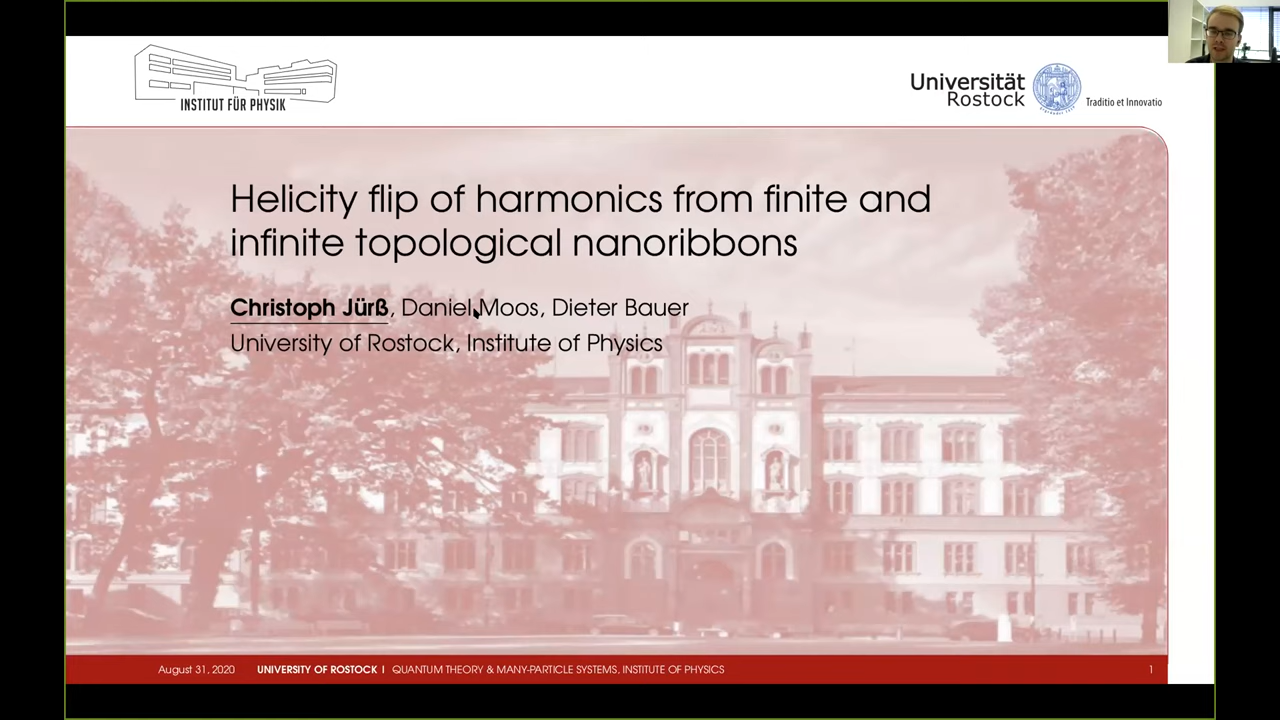 INSTITUT FÜR PHYSIK
Universität
Rostock
Traditio et Innovatio
Helicity flip of harmonics from finite and
infinite topological nanoribbons
Christoph Jürß, Daniel Moos, Dieter Bauer
University of Rostock, Institute of Physics
August 31, 2020 UNIVERSITY OF ROSTOCK | QUANTUM THEORY & MANY-PARTICLE SYSTEMS, INSTITUTE OF PHYSICS 1